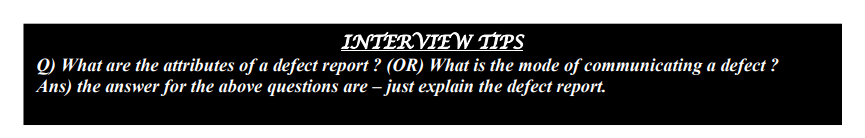 INTERVIEW TIPS
Q) What are the attributes of a defect report ? (OR) What is the mode of communicating a defect ?
Ans) the answer for the above questions are – just explain the defect report.